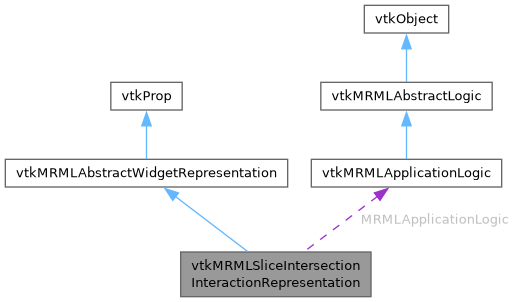 vtkObject
vtkProp
vtkMRMLAbstractLogic
vtkMRMLAbstractWidgetRepresentation
vtkMRMLApplicationLogic
MRMLApplicationLogic
vtkMRMLSliceIntersection
InteractionRepresentation